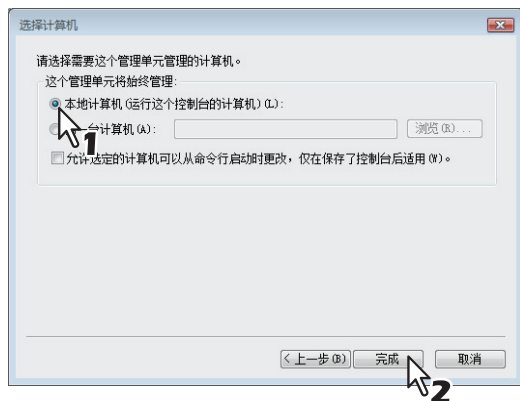 选择计算机
请选择需要这个管理单元管理的计算机。
这个管理单元将始终管理:
本地计算机(运行这个控制台的计算机)(L):
一台计算机(A):
浏览(R)...
1
允许选定的计算机可以从命令行启动时更改，仅在保存了控制台后适用(W)。
<上一步(B)
完成
取消
2